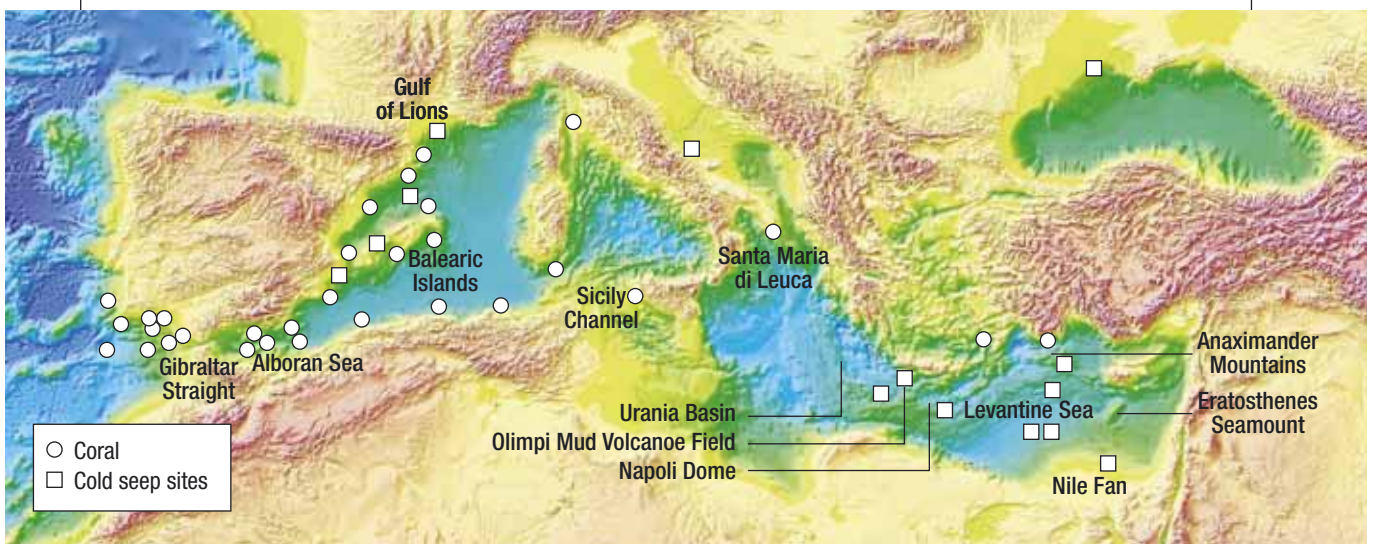 Gulf
of Lions
Balearic
Islands
Santa Maria
di Leuca
Sicily
Channel
Gibraltar
Straight
Alboran Sea
Anaximander
Mountains
Eratosthenes
Seamount
Levantine Sea
Urania Basin
Olimpi Mud Volcanoe Field
Napoli Dome
Nile Fan
Coral
Cold seep sites